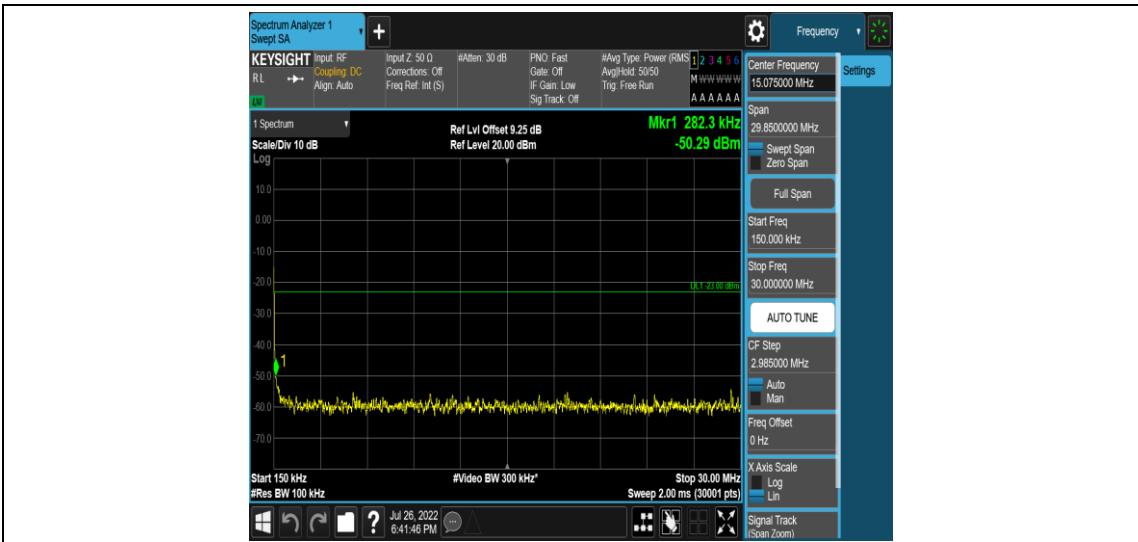 Spectrum Analyzer 1
Swept SA
+
Frequency
KEYSIGHT
RL
LXI
Input: RF
Coupling: DC
Align: Auto
Input Z: 50 Ω
Corrections: Off
Freq Ref: Int (S)
#Atten: 30 dB
PNO: Fast
Gate: Off
IF Gain: Low
Sig Track: Off
#Avg Type: Power (RMS
Avg|Hold: 50/50
Trig: Free Run
1 2 3 4 5 6
M W W W W W
A A A A A A
1 Spectrum
Scale/Div 10 dB
Ref Lvl Offset 9.25 dB
Ref Level 20.00 dBm
Mkr1 282.3 kHz
-50.29 dBm
Log
10.0
0.00
-10.0
-20.0
DL1 -23.00 dBm
-30.0
-40.0
1
-50.0
-60.0
-70.0
Start 150 kHz
#Video BW 300 kHz*
Stop 30.00 MHz
#Res BW 100 kHz
Sweep 2.00 ms (30001 pts)
?
Jul 26, 2022
6:41:46 PM
Center Frequency
15.075000 MHz
Settings
Span
29.8500000 MHz
Swept Span
Zero Span
Full Span
Start Freq
150.000 kHz
Stop Freq
30.000000 MHz
AUTO TUNE
CF Step
2.985000 MHz
Auto
Man
Freq Offset
0 Hz
X Axis Scale
Log
Lin
Signal Track
(Span Zoom)